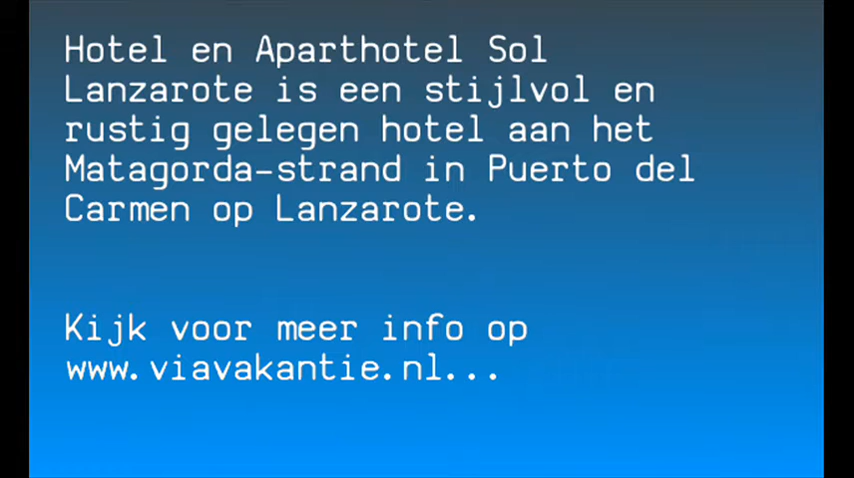 Hotel en Aparthotel Sol
Lanzarote is een stijlvol en
rustig gelegen hotel aan het
Matagorda-strand in Puerto del
Carmen op Lanzarote.
Kijk voor meer info op
www.viavakantie.nl...